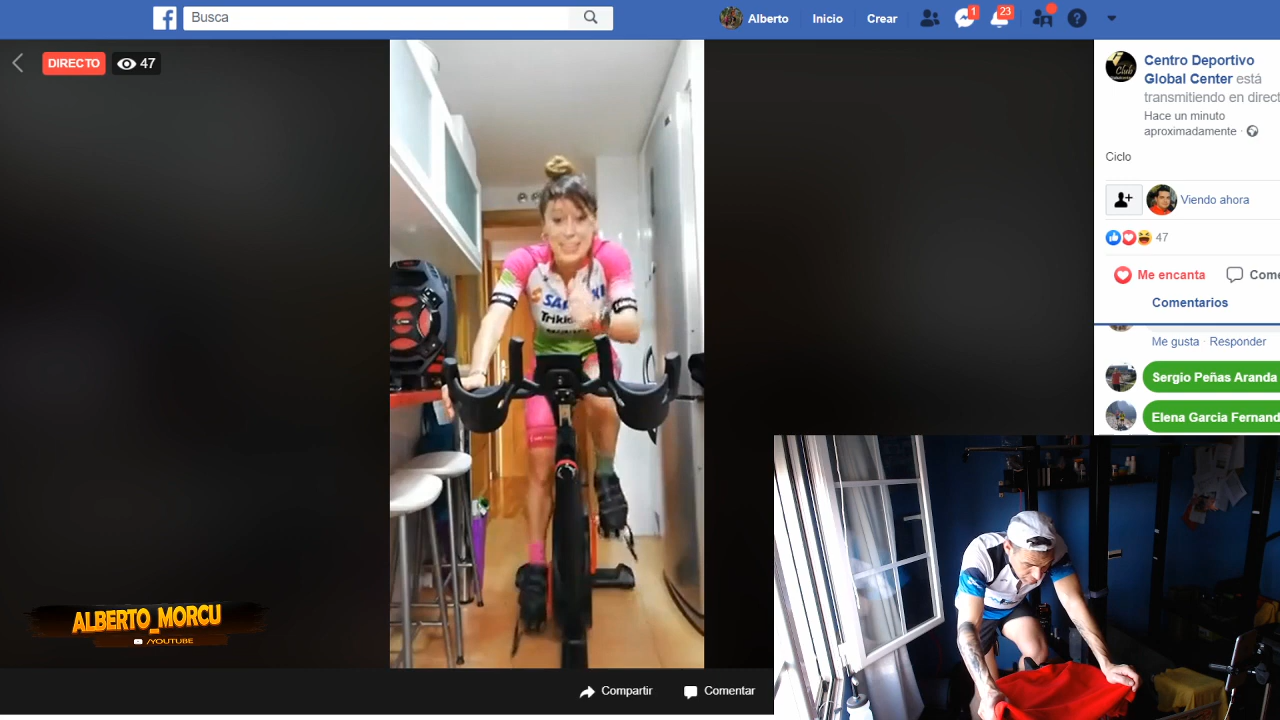 Busca
Alberto
Inicio
Crear
1
23
DIRECTO
47
Centro Deportivo
Global Center está
transmitiendo en direct
Hace un minuto
aproximadamente ·
Ciclo
Viendo ahora
47
Me encanta
Come
Comentarios
Me gusta · Responder
Sergio Peñas Aranda
Elena García Fernand
ALBERTO_MORCU
/YOUTUBE
Compartir
Comentar